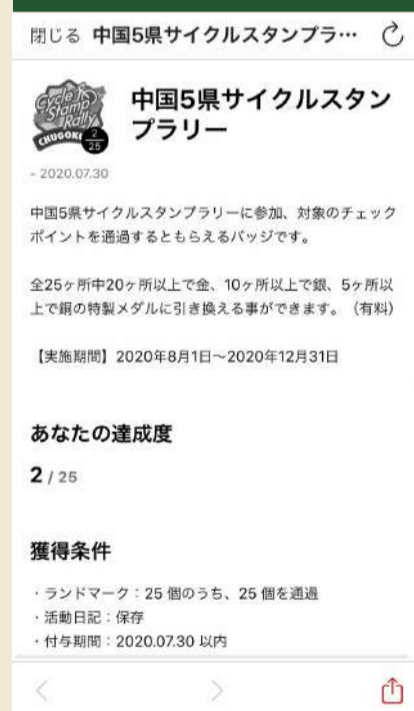 閉じる 中国5県サイクルスタンプラ…
Cycle
Stamp
Rally
CHUGOKU
2
25
中国5県サイクルスタン
プラリー
- 2020.07.30
中国5県サイクルスタンプラリーに参加、対象のチェック
ポイントを通過するともらえるバッジです。
全25ヶ所中20ヶ所以上で金、10ヶ所以上で銀、5ヶ所以
上で銅の特製メダルに引き換える事ができます。（有料）
【実施期間】2020年8月1日〜2020年12月31日
あなたの達成度
2 / 25
獲得条件
・ランドマーク：25 個のうち、25 個を通過
・活動日記：保存
・付与期間：2020.07.30 以内